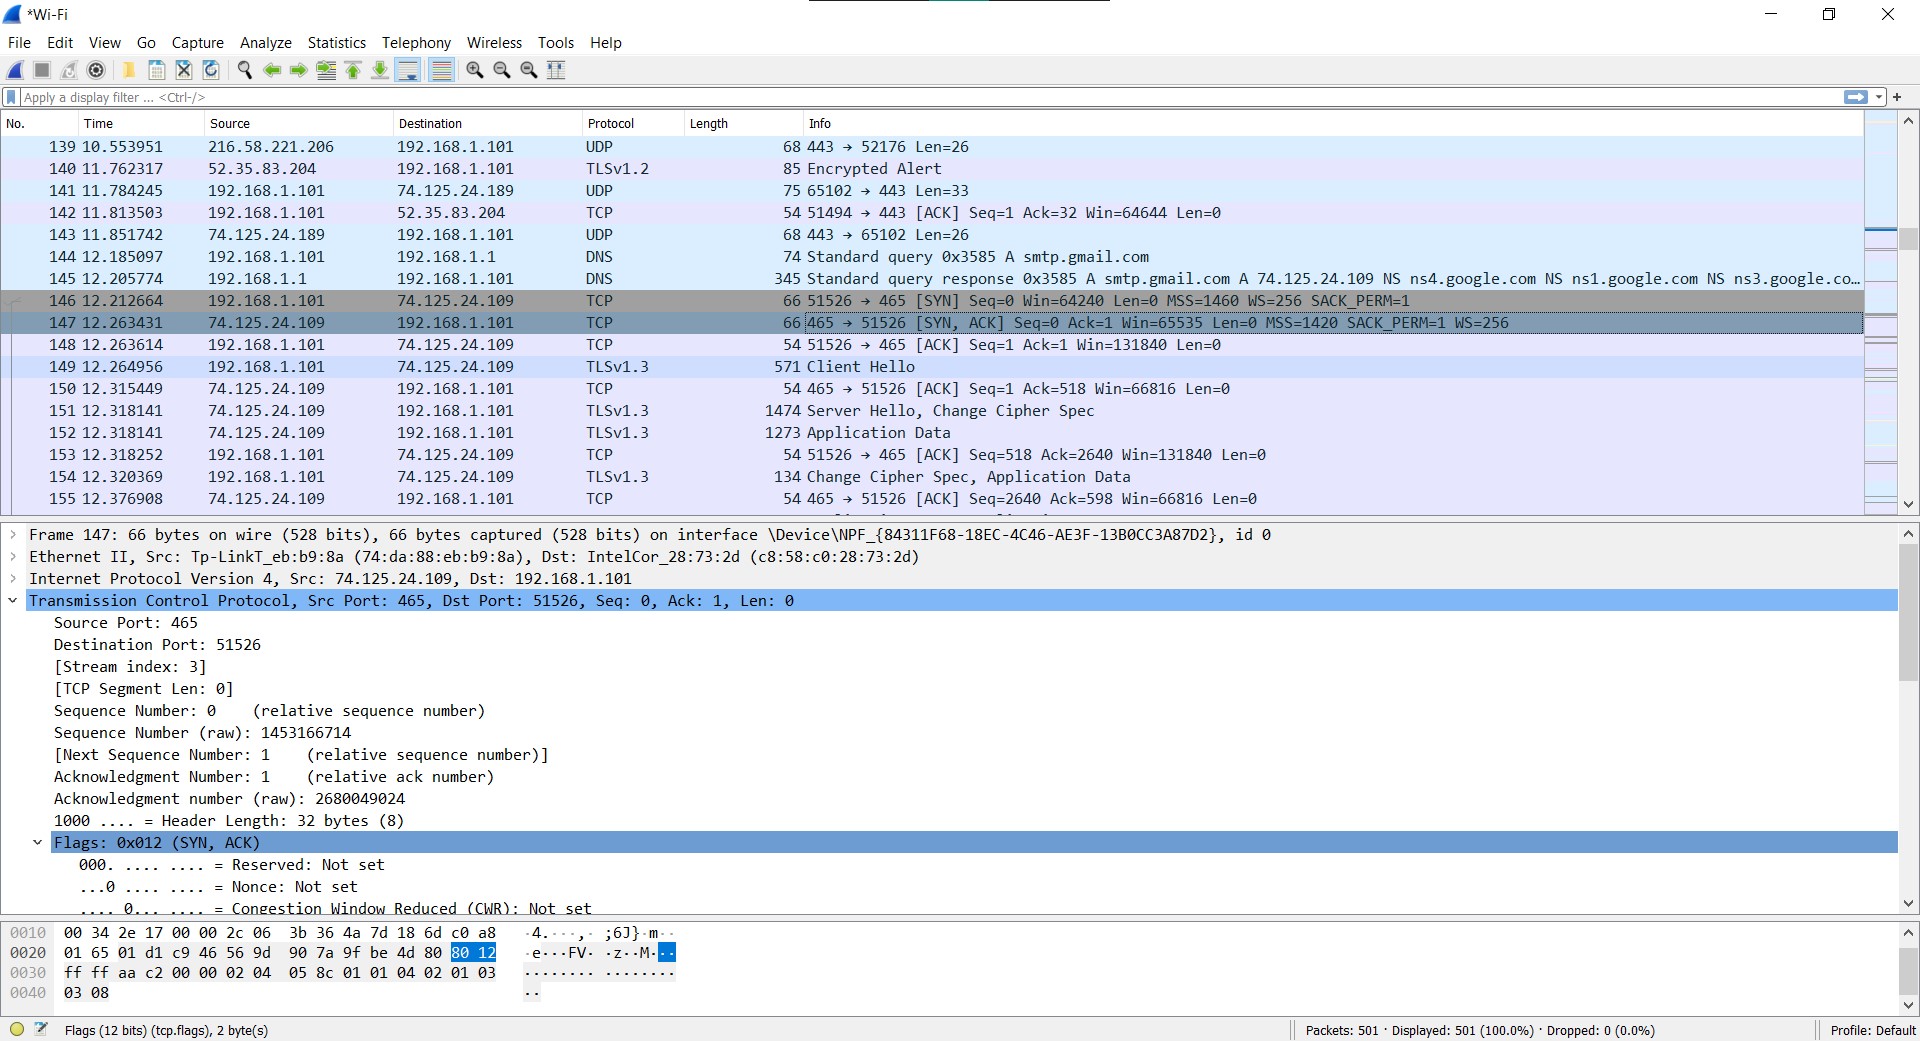 *Wi-Fi
File Edit View Go Capture Analyze Statistics Telephony Wireless Tools Help
Apply a display filter ... <Ctrl-/>
No. Time Source Destination Protocol Length Info
139 10.553951 216.58.221.206 192.168.1.101 UDP 68 443 → 52176 Len=26
140 11.762317 52.35.83.204 192.168.1.101 TLSv1.2 85 Encrypted Alert
141 11.784245 192.168.1.101 74.125.24.189 UDP 75 65102 → 443 Len=33
142 11.813503 192.168.1.101 52.35.83.204 TCP 54 51494 → 443 [ACK] Seq=1 Ack=32 Win=64644 Len=0
143 11.851742 74.125.24.189 192.168.1.101 UDP 68 443 → 65102 Len=26
144 12.185097 192.168.1.101 192.168.1.1 DNS 74 Standard query 0x3585 A smtp.gmail.com
145 12.205774 192.168.1.1 192.168.1.101 DNS 345 Standard query response 0x3585 A smtp.gmail.com A 74.125.24.109 NS ns4.google.com NS ns1.google.com NS ns3.google.co…
146 12.212664 192.168.1.101 74.125.24.109 TCP 66 51526 → 465 [SYN] Seq=0 Win=64240 Len=0 MSS=1460 WS=256 SACK_PERM=1
147 12.263431 74.125.24.109 192.168.1.101 TCP 66 465 → 51526 [SYN, ACK] Seq=0 Ack=1 Win=65535 Len=0 MSS=1420 SACK_PERM=1 WS=256
148 12.263614 192.168.1.101 74.125.24.109 TCP 54 51526 → 465 [ACK] Seq=1 Ack=1 Win=131840 Len=0
149 12.264956 192.168.1.101 74.125.24.109 TLSv1.3 571 Client Hello
150 12.315449 74.125.24.109 192.168.1.101 TCP 54 465 → 51526 [ACK] Seq=1 Ack=518 Win=66816 Len=0
151 12.318141 74.125.24.109 192.168.1.101 TLSv1.3 1474 Server Hello, Change Cipher Spec
152 12.318141 74.125.24.109 192.168.1.101 TLSv1.3 1273 Application Data
153 12.318252 192.168.1.101 74.125.24.109 TCP 54 51526 → 465 [ACK] Seq=518 Ack=2640 Win=131840 Len=0
154 12.320369 192.168.1.101 74.125.24.109 TLSv1.3 134 Change Cipher Spec, Application Data
155 12.376908 74.125.24.109 192.168.1.101 TCP 54 465 → 51526 [ACK] Seq=2640 Ack=598 Win=66816 Len=0
Frame 147: 66 bytes on wire (528 bits), 66 bytes captured (528 bits) on interface \Device\NPF_{84311F68-18EC-4C46-AE3F-13B0CC3A87D2}, id 0
Ethernet II, Src: Tp-LinkT_eb:b9:8a (74:da:88:eb:b9:8a), Dst: IntelCor_28:73:2d (c8:58:c0:28:73:2d)
Internet Protocol Version 4, Src: 74.125.24.109, Dst: 192.168.1.101
Transmission Control Protocol, Src Port: 465, Dst Port: 51526, Seq: 0, Ack: 1, Len: 0
Source Port: 465
Destination Port: 51526
[Stream index: 3]
[TCP Segment Len: 0]
Sequence Number: 0    (relative sequence number)
Sequence Number (raw): 1453166714
[Next Sequence Number: 1    (relative sequence number)]
Acknowledgment Number: 1    (relative ack number)
Acknowledgment number (raw): 2680049024
1000 .... = Header Length: 32 bytes (8)
Flags: 0x012 (SYN, ACK)
000. .... .... = Reserved: Not set
...0 .... .... = Nonce: Not set
.... 0... .... = Congestion Window Reduced (CWR): Not set
0010 00 34 2e 17 00 00 2c 06 3b 36 4a 7d 18 6d c0 a8 ·4.···,· ;6J}·m··
0020 01 65 01 d1 c9 46 56 9d 90 7a 9f be 4d 80 80 12 ·e···FV· ·z··M···
0030 ff ff aa c2 00 00 02 04 05 8c 01 01 04 02 01 03 ········ ········
0040 03 08 ··
Flags (12 bits) (tcp.flags), 2 byte(s) Packets: 501 · Displayed: 501 (100.0%) · Dropped: 0 (0.0%) Profile: Default